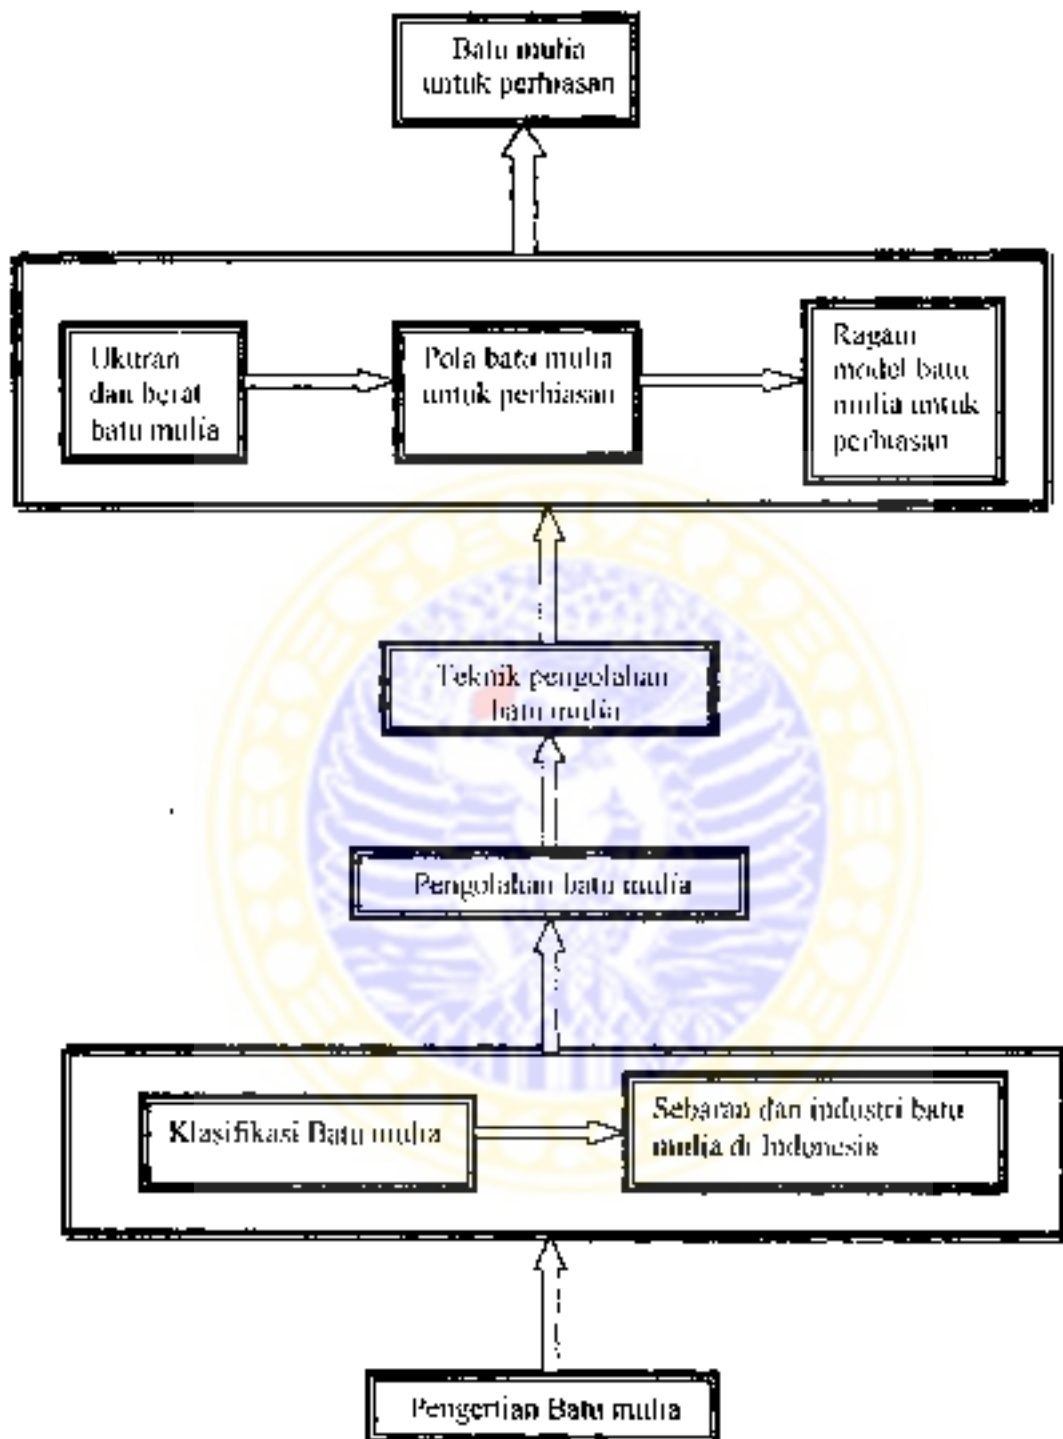 Batu mulia
untuk perhiasan
Ukuran
dan berat
batu mulia
Pola batu mulia
untuk perhiasan
Ragam
model batu
mulia untuk
perhiasan
Teknik pengolahan
batu mulia
Pengolahan batu mulia
Klasifikasi Batu mulia
Sebaran dan industri batu
mulia di Indonesia
Pengertian Batu mulia